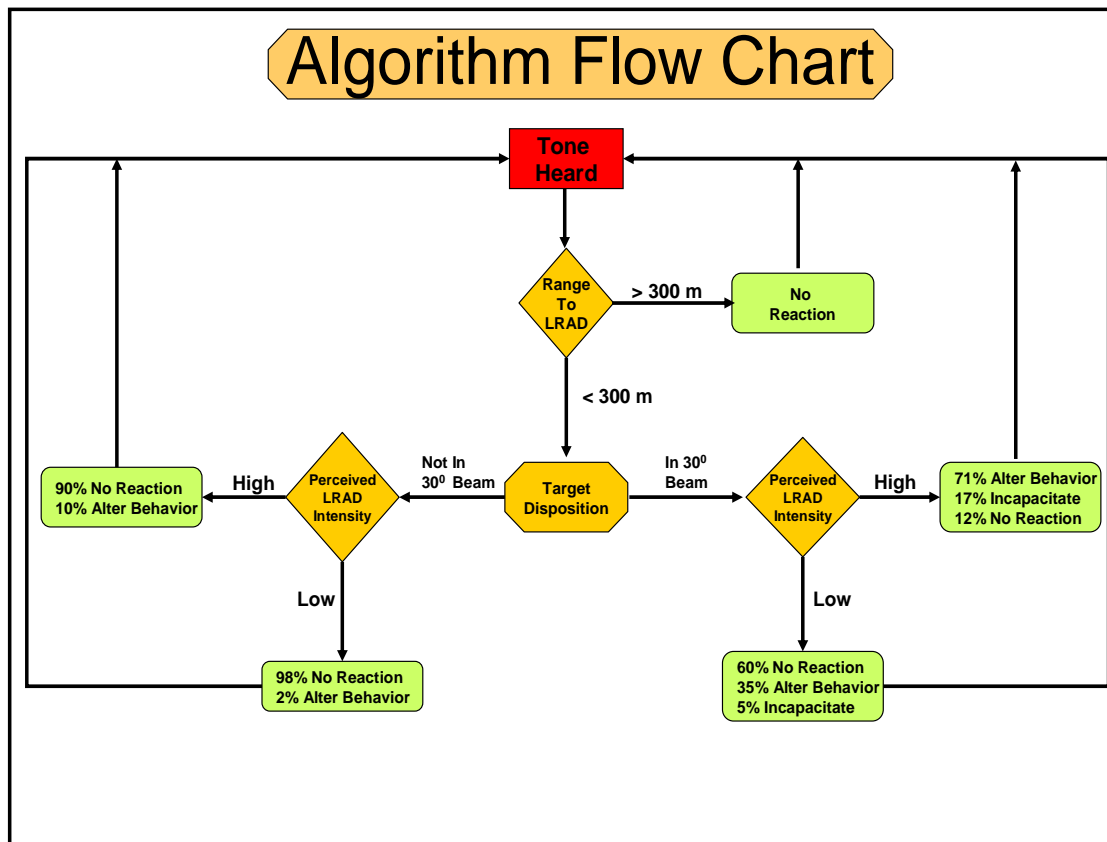 Algorithm Flow Chart
Tone
Heard
Range
To
LRAD
> 300 m
No
Reaction
< 300 m
90% No Reaction
10% Alter Behavior
High
Perceived
LRAD
Intensity
Not In
30⁰ Beam
Target
Disposition
In 30⁰
Beam
Perceived
LRAD
Intensity
High
71% Alter Behavior
17% Incapacitate
12% No Reaction
Low
Low
98% No Reaction
2% Alter Behavior
60% No Reaction
35% Alter Behavior
5% Incapacitate